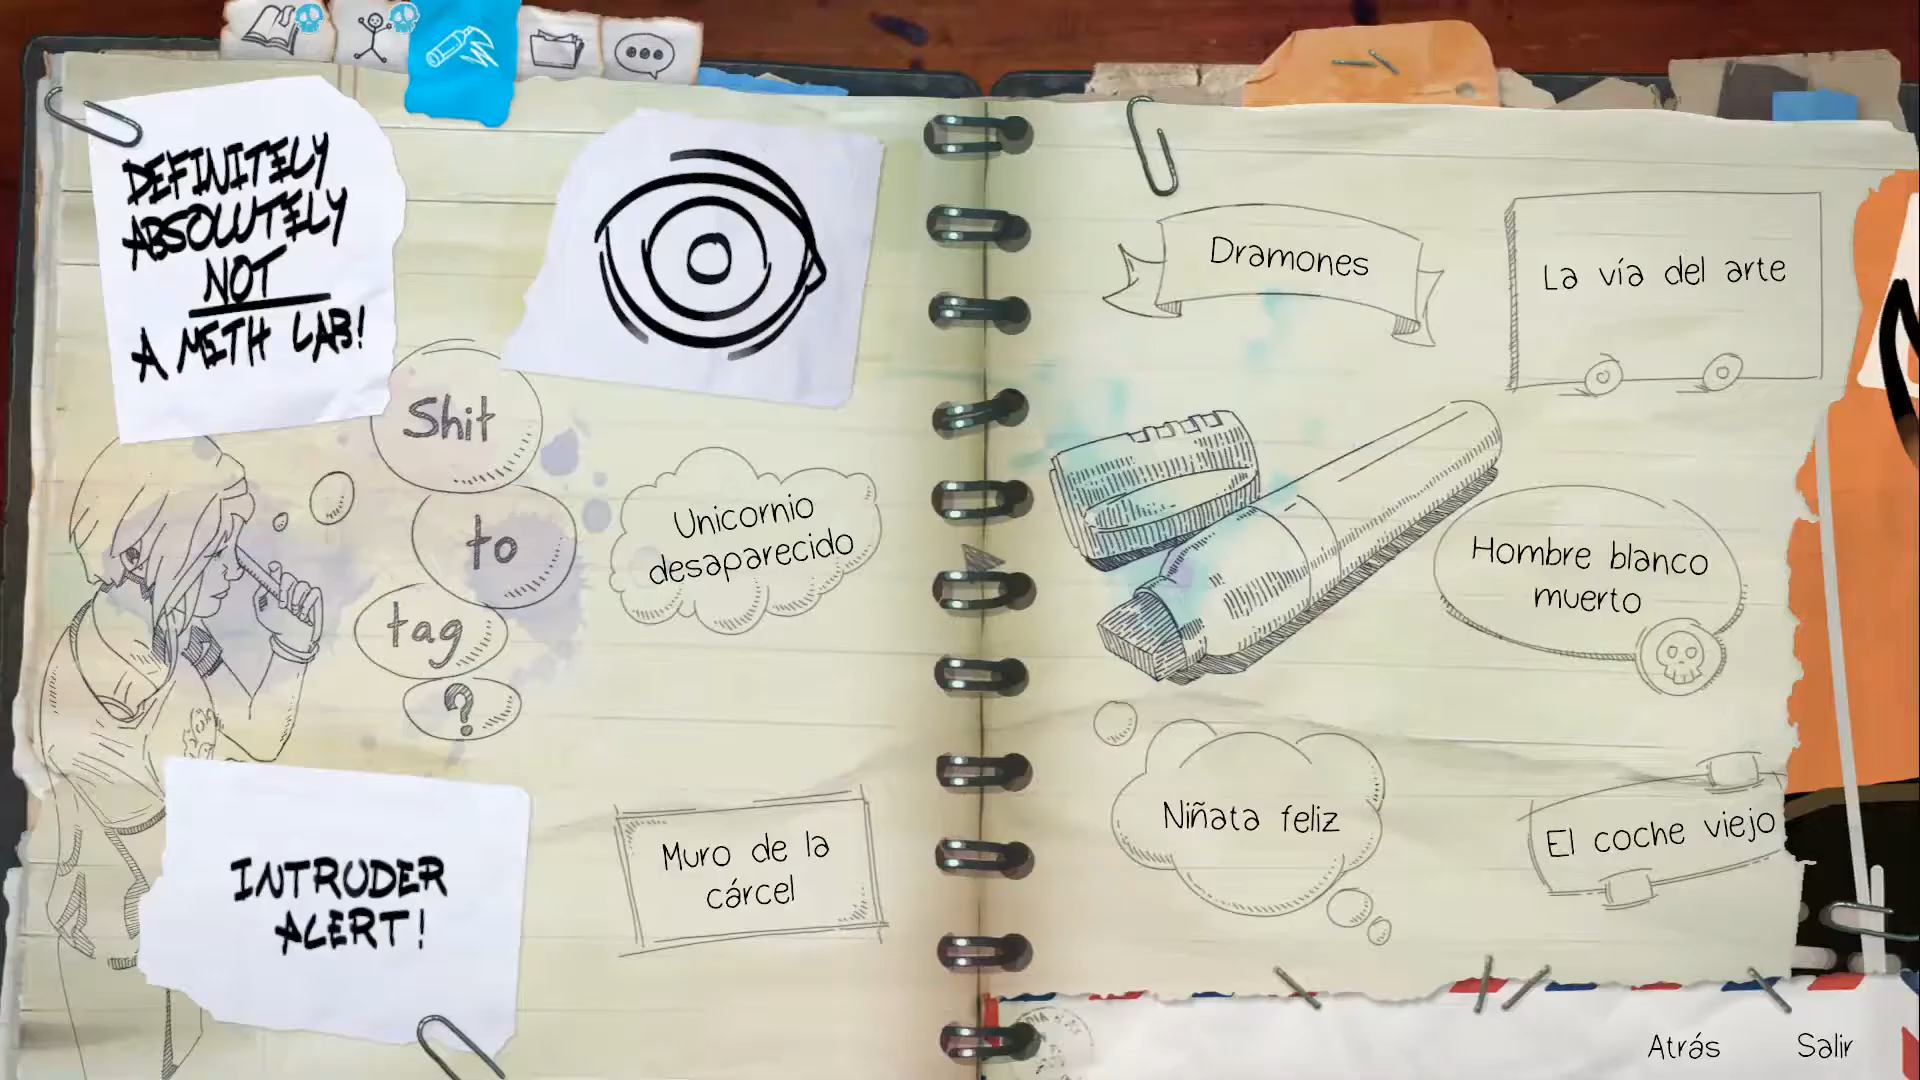 DEFINITELY
ABSOLUTELY
NOT
A METH LAB!
Shit
to
tag
?
Unicornio
desaparecido
INTRUDER
ALERT!
Muro de la
cárcel
Dramones
La vía del arte
Hombre blanco
muerto
Niñata feliz
El coche viejo
Atrás
Salir